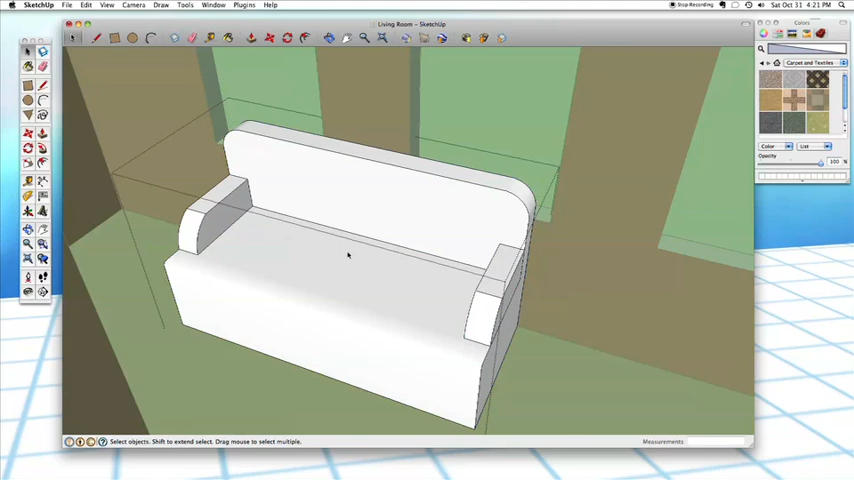 SketchUp File Edit View Camera Draw Tools Window Plugins Help
Stop Recording
Sat Oct 31 4:21 PM
Living Room – SketchUp
Colors
Carpet and Textiles
Color
List
Opacity
100 %
Select objects. Shift to extend select. Drag mouse to select multiple.
Measurements